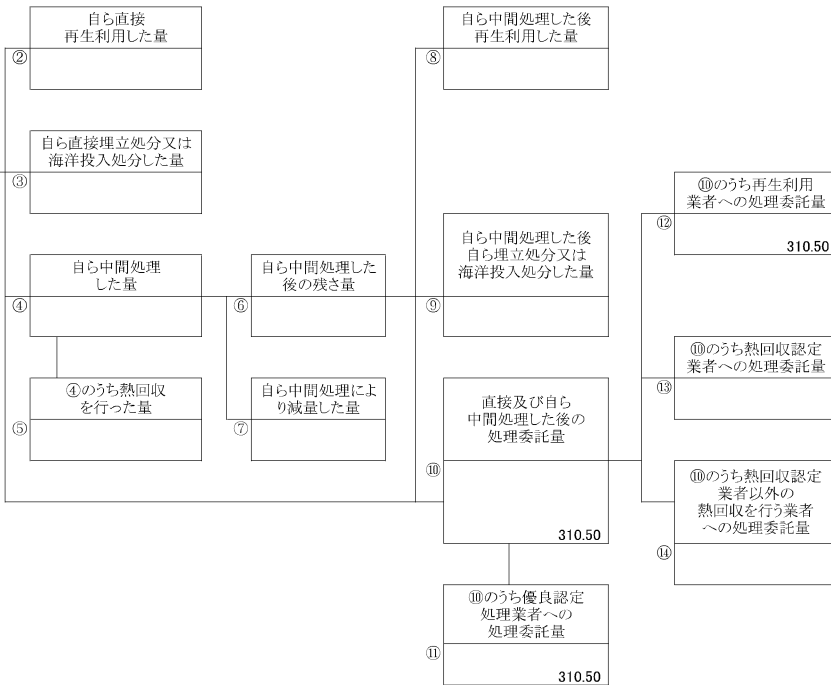 自ら直接
再生利用した量
②
自ら中間処理した後
再生利用した量
⑧
自ら直接埋立処分又は
海洋投入処分した量
③
⑩のうち再生利用
業者への処理委託量
⑫
310.50
自ら中間処理
した量
④
自ら中間処理した
後の残さ量
⑥
自ら中間処理した後
自ら埋立処分又は
海洋投入処分した量
⑨
⑩のうち熱回収認定
業者への処理委託量
⑬
④のうち熱回収
を行った量
⑤
自ら中間処理によ
り減量した量
⑦
直接及び自ら
中間処理した後の
処理委託量
⑩
310.50
⑩のうち熱回収認定
業者以外の
熱回収を行う業者
への処理委託量
⑭
⑩のうち優良認定
処理業者への
処理委託量
⑪
310.50